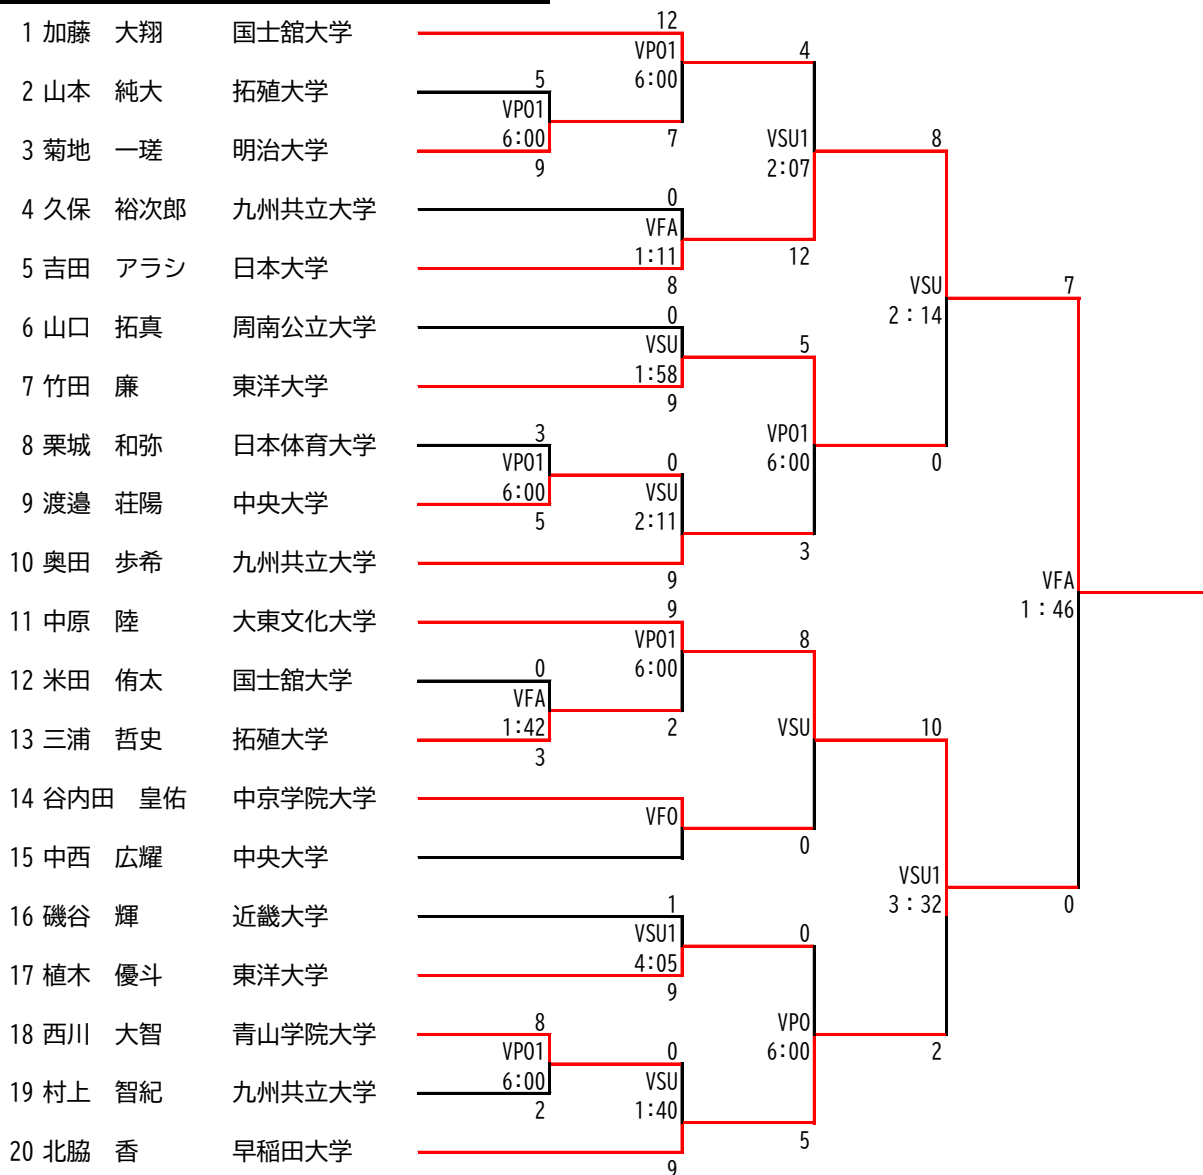 12
1 加藤　大翔　国士舘大学
VPO1
4
6:00
5
2 山本　純大　拓殖大学
VPO1
6:00
7
VSU1
8
3 菊地　一瑳　明治大学
2:07
9
0
4 久保　裕次郎　九州共立大学
VFA
1:11
12
5 吉田　アラシ　日本大学
8
VSU
7
0
2：14
6 山口　拓真　周南公立大学
VSU
5
1:58
7 竹田　廉　東洋大学
9
3
VPO1
8 栗城　和弥　日本体育大学
VPO1
0
6:00
0
6:00
VSU
9 渡邉　荘陽　中央大学
5
2:11
3
10 奥田　歩希　九州共立大学
9
VFA
9
1：46
11 中原　陸　大東文化大学
VPO1
8
0
6:00
12 米田　侑太　国士舘大学
VFA
1:42
2
VSU
10
13 三浦　哲史　拓殖大学
3
14 谷内田　皇佑　中京学院大学
VFO
0
15 中西　広耀　中央大学
VSU1
1
3：32
0
16 磯谷　輝　近畿大学
VSU1
0
4:05
17 植木　優斗　東洋大学
9
8
VPO
18 西川　大智　青山学院大学
VPO1
0
6:00
2
6:00
VSU
19 村上　智紀　九州共立大学
2
1:40
5
20 北脇　香　早稲田大学
9